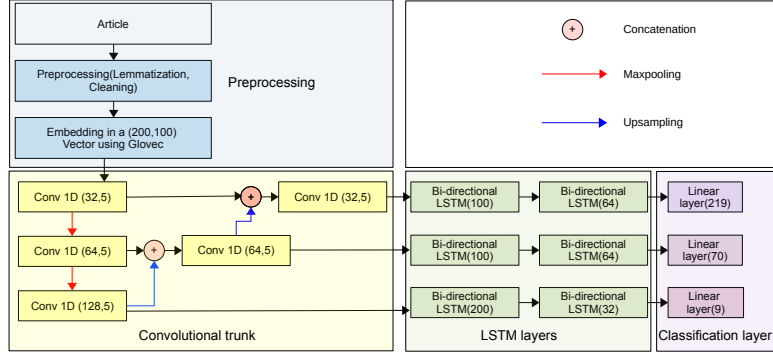 Article
Preprocessing(Lemmatization,
Cleaning)
Preprocessing
Embedding in a (200,100)
Vector using Glovec
+
Concatenation
Maxpooling
Upsampling
Conv 1D (32,5)
+
Conv 1D (32,5)
Bi-directional
LSTM(100)
Bi-directional
LSTM(64)
Linear
layer(219)
Conv 1D (64,5)
+
Conv 1D (64,5)
Bi-directional
LSTM(100)
Bi-directional
LSTM(64)
Linear
layer(70)
Conv 1D (128,5)
Bi-directional
LSTM(200)
Bi-directional
LSTM(32)
Linear
layer(9)
Convolutional trunk
LSTM layers
Classification layer